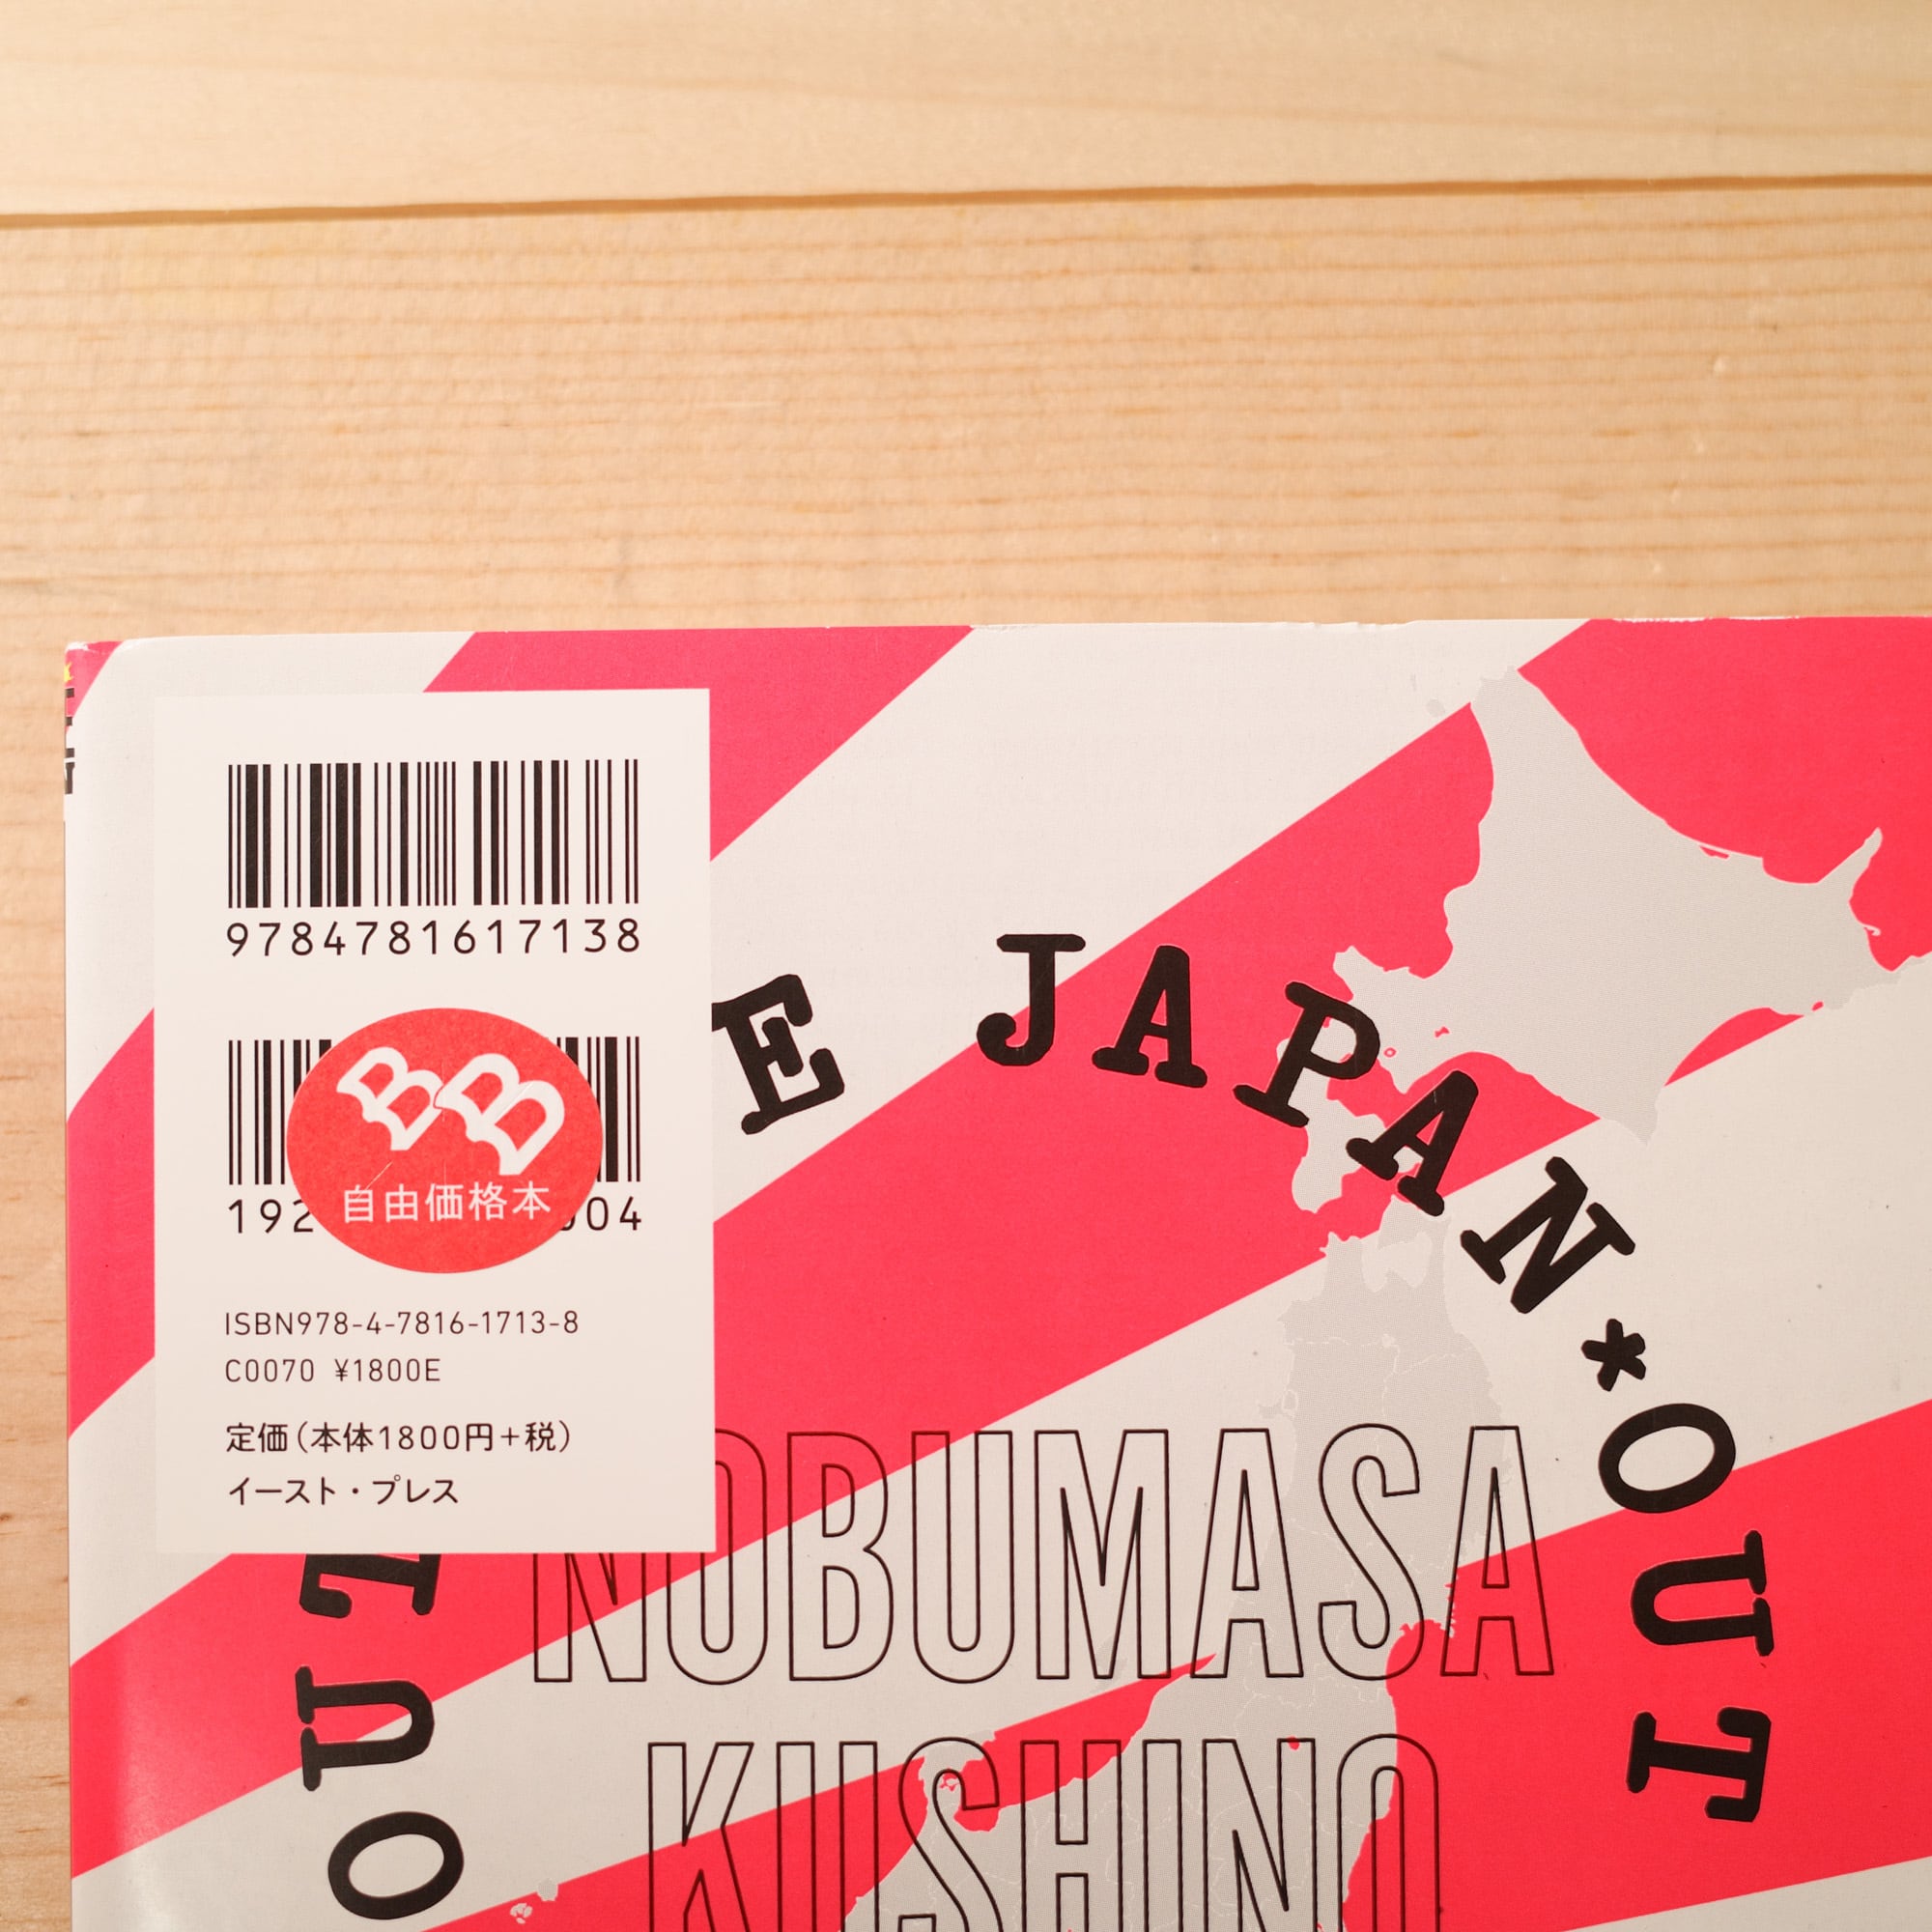 9784781617138
BB
自由価格本
192
004
ISBN978-4-7816-1713-8
C0070 ¥1800E
定価(本体1800円+税)
イースト・プレス
E JAPAN*OUT
OUT
NOBUMASA
KUSHINO